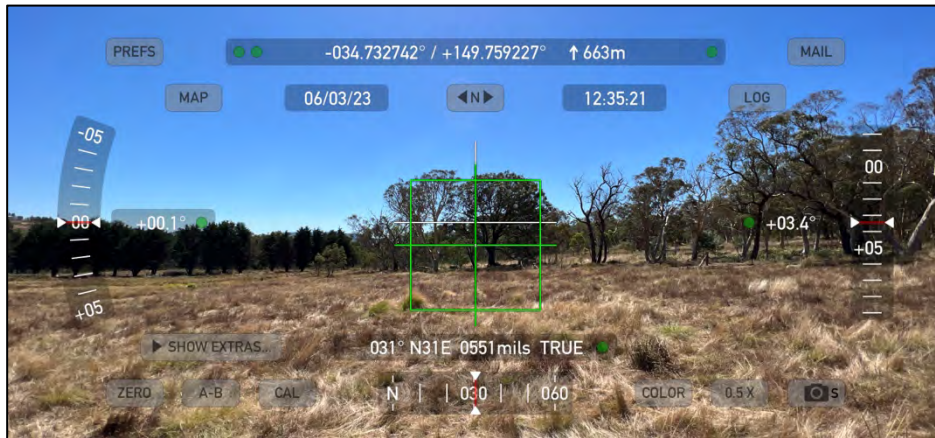 PREFS
-034.732742° / +149.759227° ↑ 663m
MAIL
MAP
06/03/23
◀N▶
12:35:21
LOG
-05
00
+05
+00.1°
00
+05
+03.4°
▶ SHOW EXTRAS...
031° N31E 0551mils TRUE
ZERO
A-B
CAL
N | | 030 | | 060
COLOR
0.5 X
S